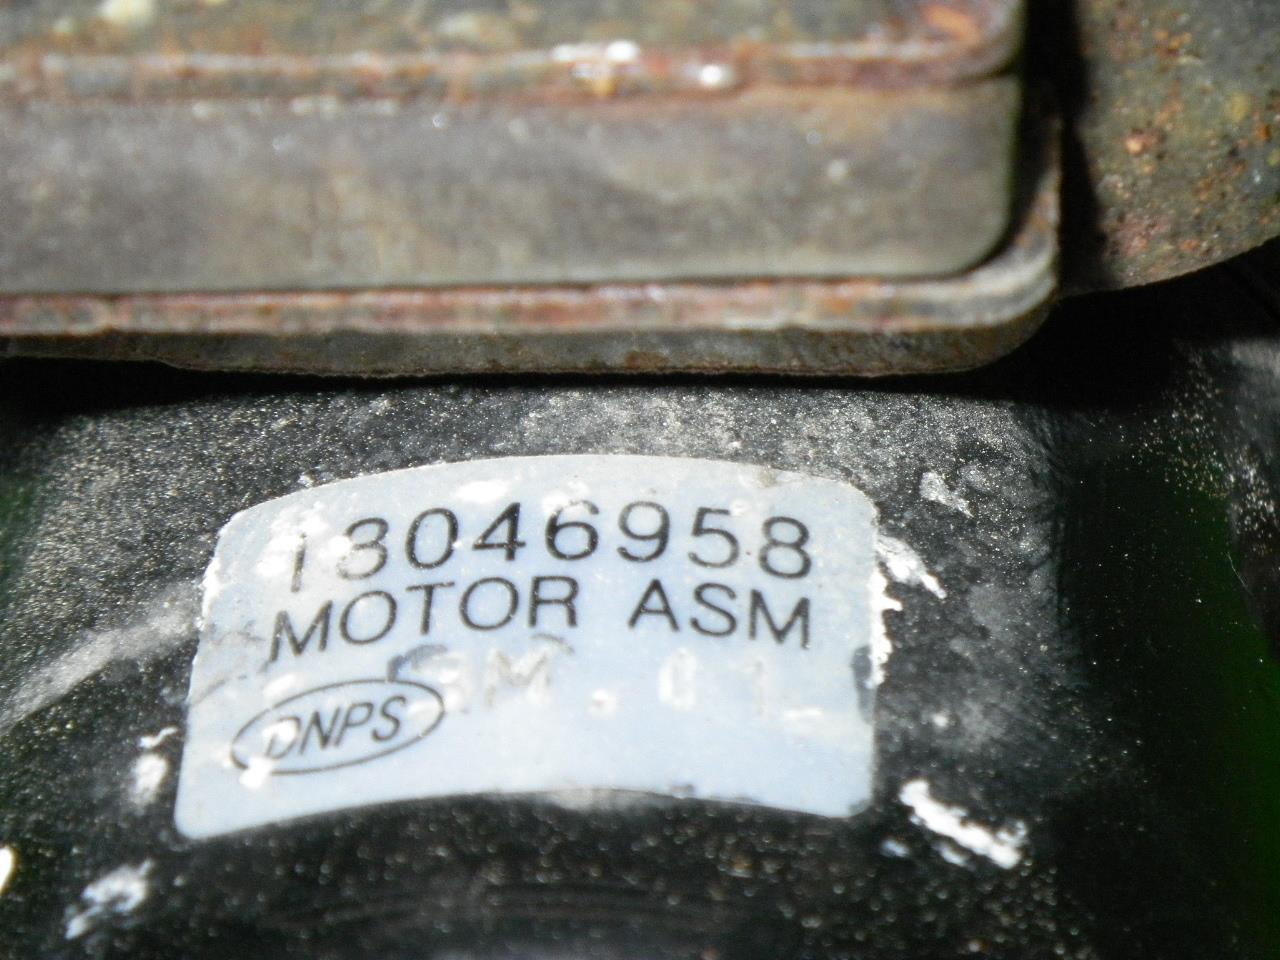 13046958
MOTOR ASM
DNPS